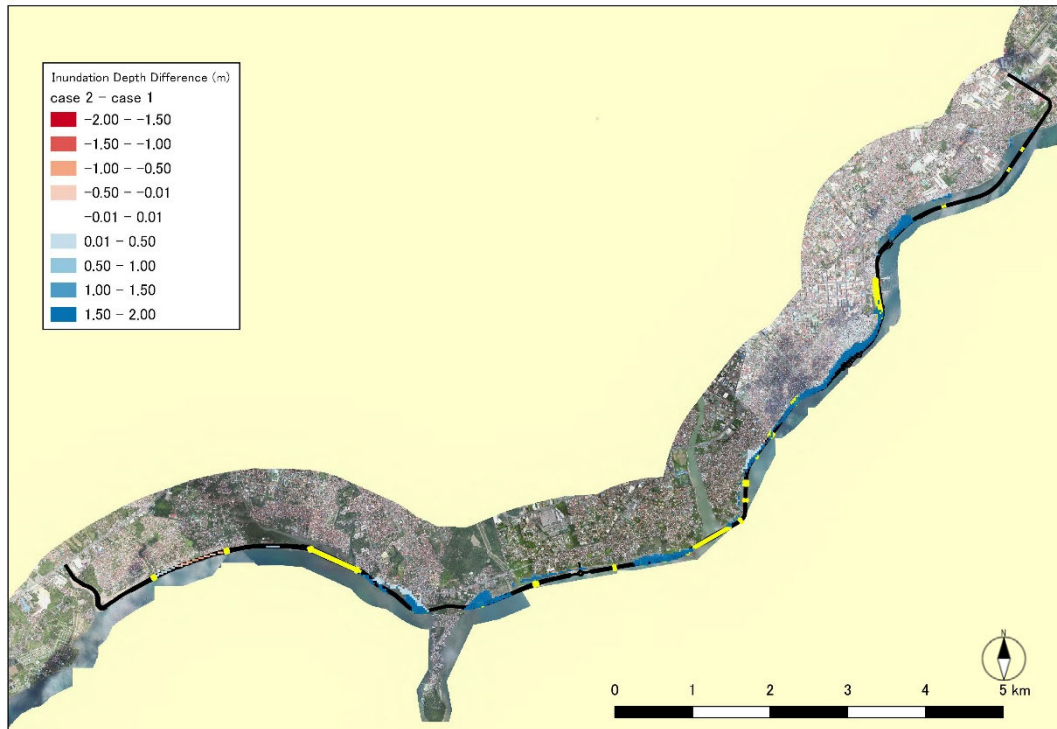 Inundation Depth Difference (m)
case 2 - case 1
-2.00 - -1.50
-1.50 - -1.00
-1.00 - -0.50
-0.50 - -0.01
-0.01 - 0.01
0.01 - 0.50
0.50 - 1.00
1.00 - 1.50
1.50 - 2.00
N
0 1 2 3 4 5 km